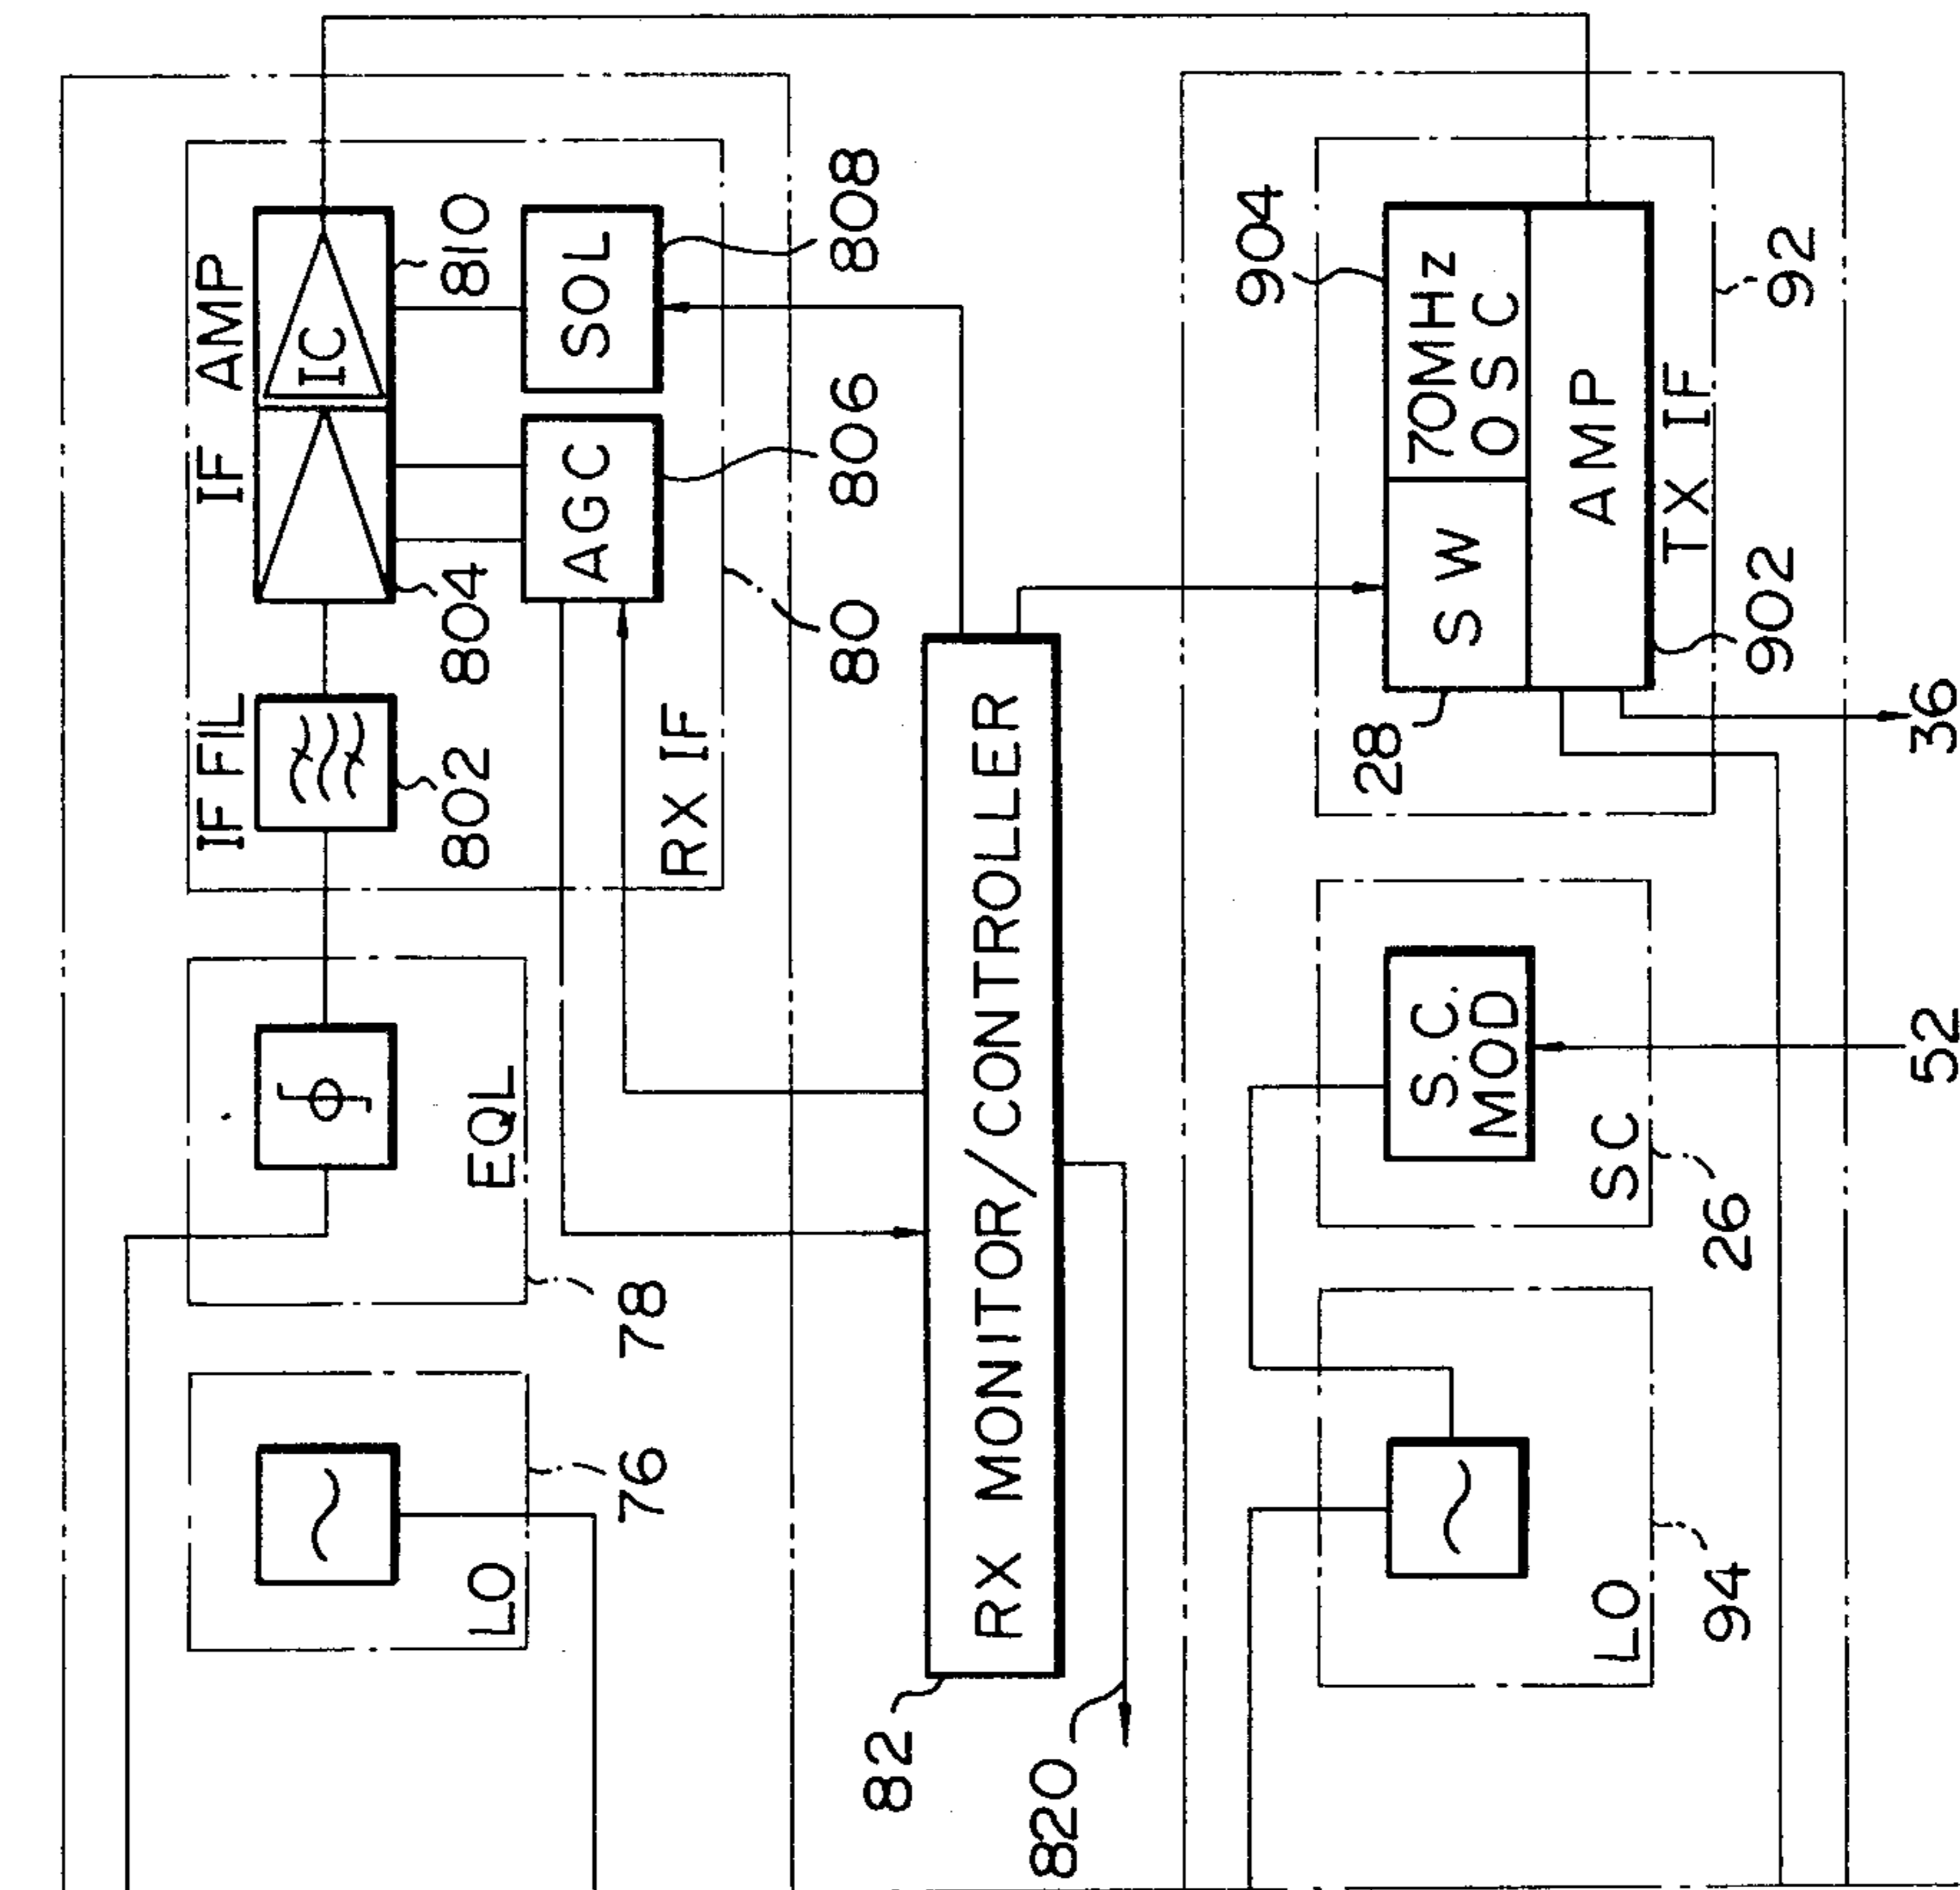 IF AMP
IC
810
804
IF FIL
802
SOL
808
AGC
806
80
RX IF
EQL
78
LO
76
RX MONITOR/CONTROLLER
82
820
904
70MHz
OSC
SW
28
AMP
TX IF
92
902
36
S.C.
MOD
SC
26
52
LO
94